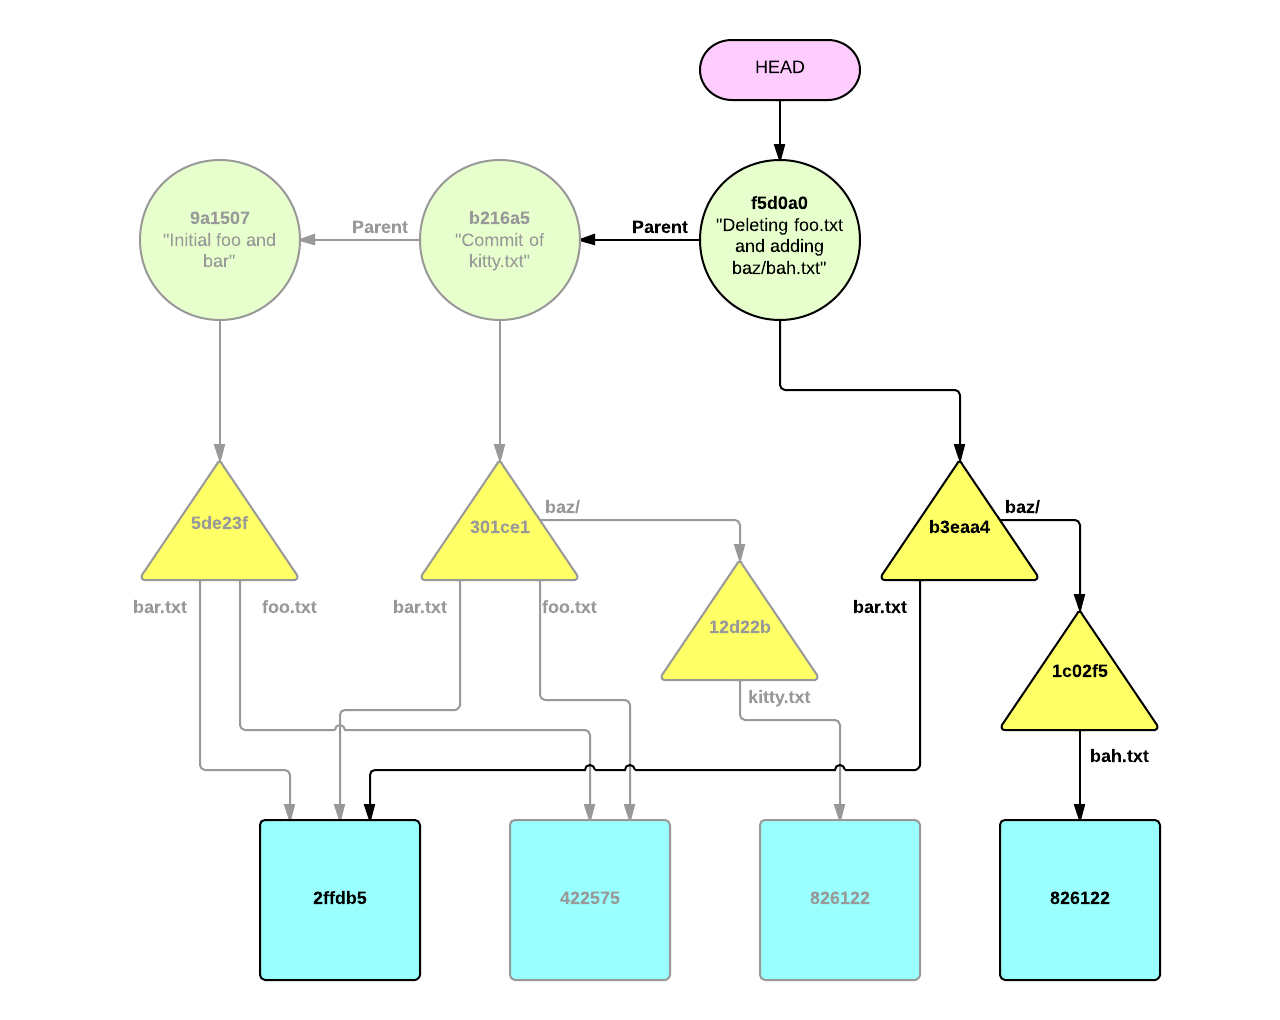 HEAD
9a1507
"Initial foo and
bar"
Parent
b216a5
"Commit of
kitty.txt"
Parent
f5d0a0
"Deleting foo.txt
and adding
baz/bah.txt"
5de23f
301ce1
baz/
b3eaa4
baz/
bar.txt
foo.txt
bar.txt
foo.txt
12d22b
bar.txt
1c02f5
kitty.txt
bah.txt
2ffdb5
422575
826122
826122